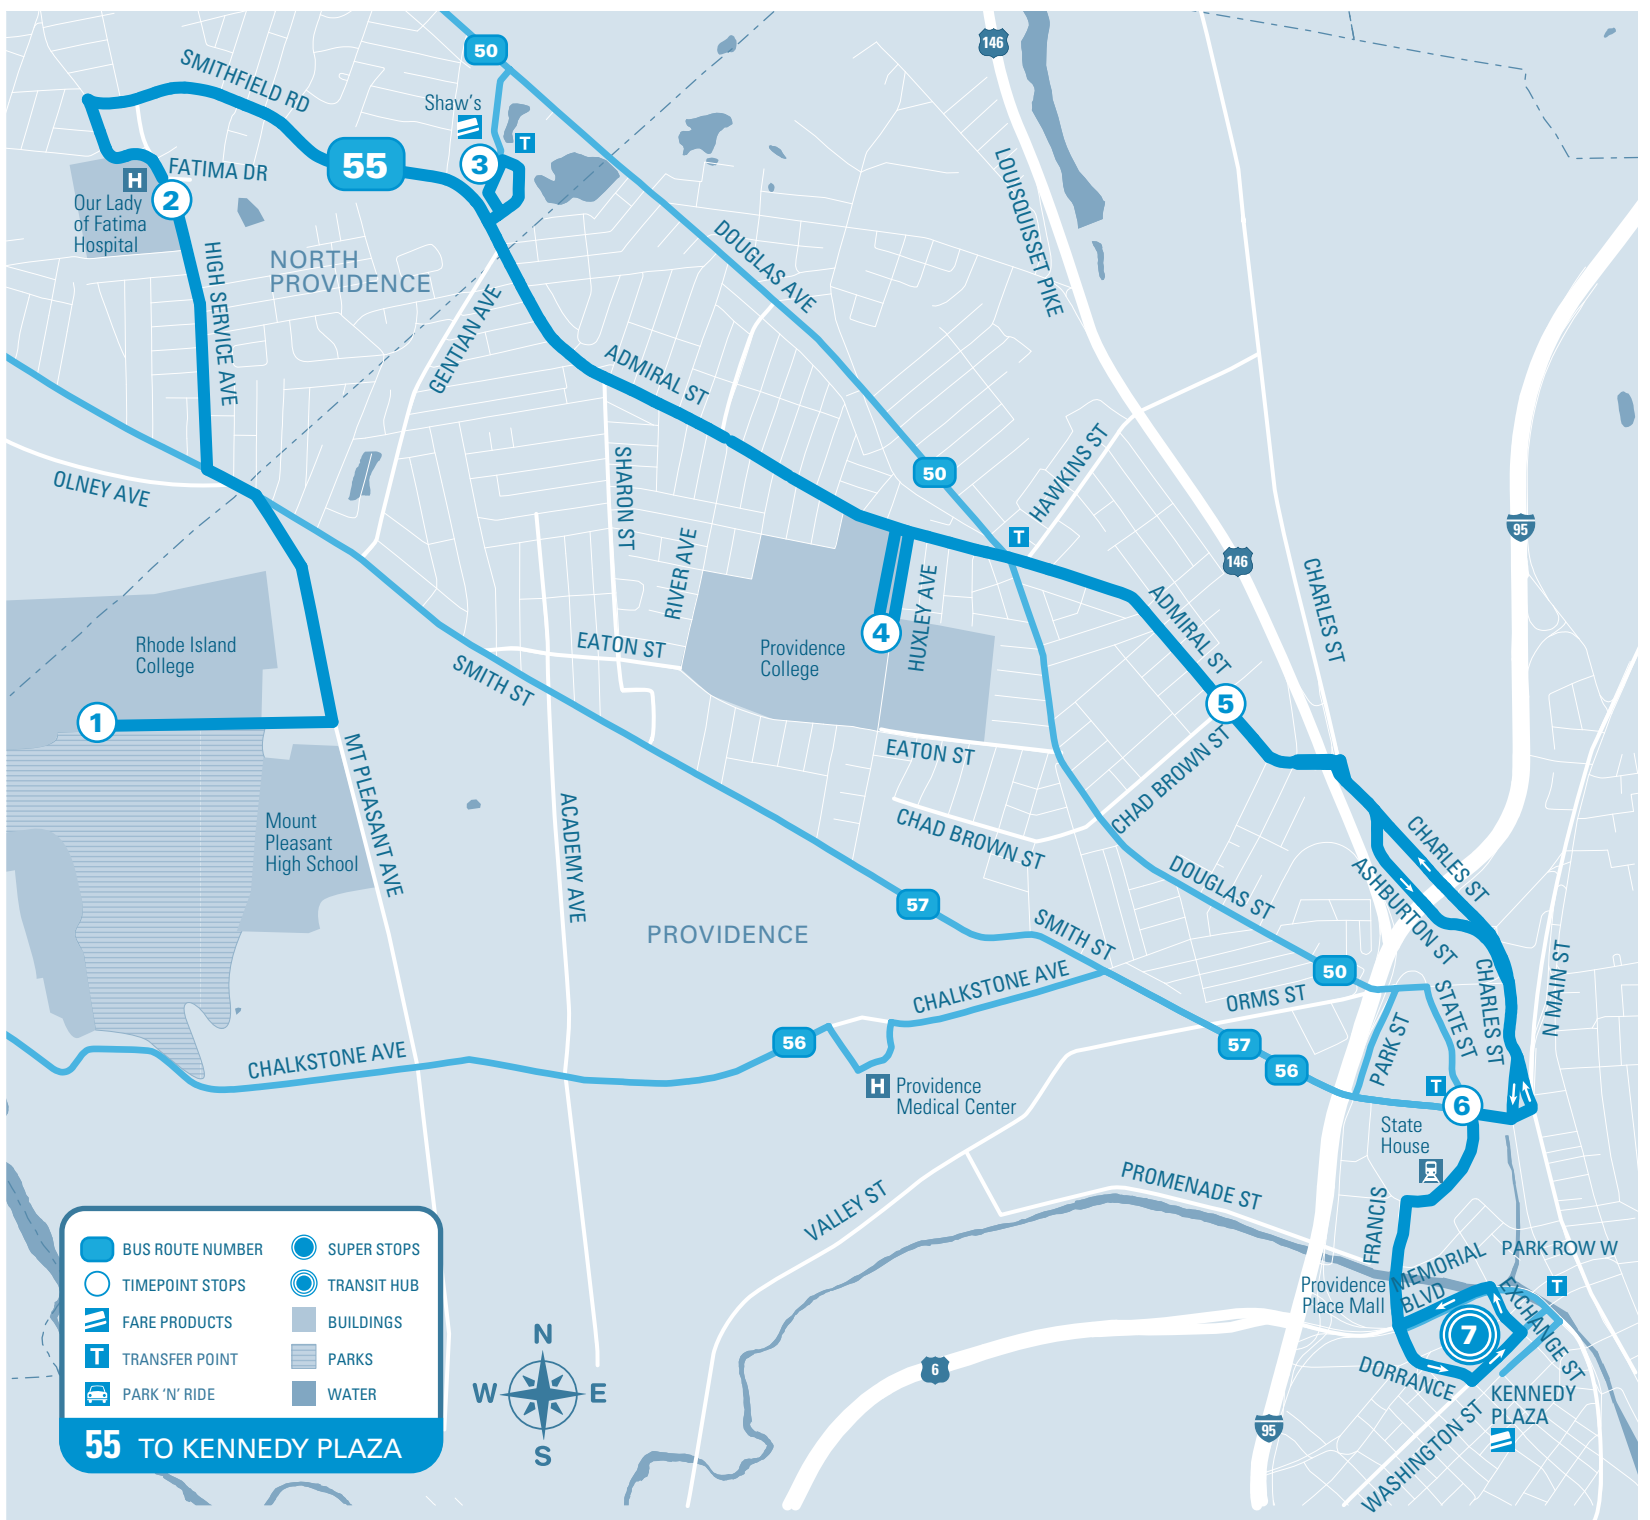 50
146
SMITHFIELD RD
Shaw's
T
55
3
FATIMA DR
H
2
Our Lady
of Fatima
Hospital
LOUISQUISSET PIKE
DOUGLAS AVE
HIGH SERVICE AVE
NORTH
PROVIDENCE
GENTIAN AVE
ADMIRAL ST
HAWKINS ST
50
OLNEY AVE
SHARON ST
T
95
RIVER AVE
146
CHARLES ST
HUXLEY AVE
ADMIRAL ST
Rhode Island
College
EATON ST
Providence
College
4
SMITH ST
1
5
MT PLEASANT AVE
EATON ST
CHAD BROWN ST
Mount
Pleasant
High School
ACADEMY AVE
CHAD BROWN ST
CHARLES ST
ASHBURTON ST
DOUGLAS ST
57
PROVIDENCE
SMITH ST
50
CHALKSTONE AVE
ORMS ST
STATE ST
CHARLES ST
N MAIN ST
PARK ST
56
57
56
CHALKSTONE AVE
H
Providence
Medical Center
T
6
State
House
PROMENADE ST
VALLEY ST
FRANCIS
MEMORIAL
BLVD
PARK ROW W
Providence
Place Mall
T
EXCHANGE ST
7
DORRANCE
KENNEDY
PLAZA
WASHINGTON ST
6
95
BUS ROUTE NUMBER
SUPER STOPS
TIMEPOINT STOPS
TRANSIT HUB
FARE PRODUCTS
BUILDINGS
T
TRANSFER POINT
PARKS
PARK 'N' RIDE
WATER
55 TO KENNEDY PLAZA
N
W
E
S